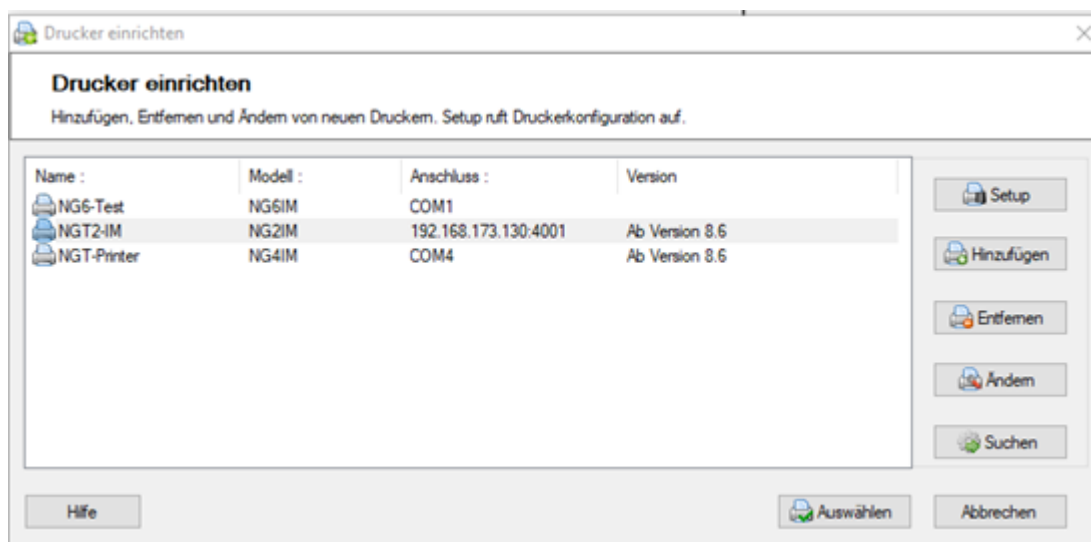 Drucker einrichten
Drucker einrichten
Hinzufügen, Entfernen und Ändern von neuen Druckern. Setup ruft Druckerkonfiguration auf.
Name : Modell : Anschluss : Version
NG6-Test NG6IM COM1
NGT2-IM NG2IM 192.168.173.130:4001 Ab Version 8.6
NGT-Printer NG4IM COM4 Ab Version 8.6
Setup
Hinzufügen
Entfernen
Ändern
Suchen
Hilfe Auswählen Abbrechen